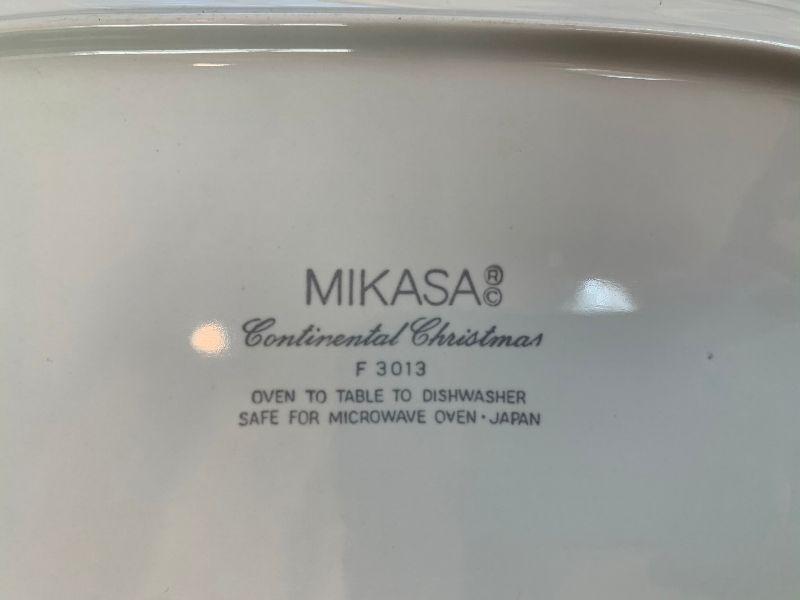 MIKASA®©
Continental Christmas
F 3013
OVEN TO TABLE TO DISHWASHER
SAFE FOR MICROWAVE OVEN·JAPAN